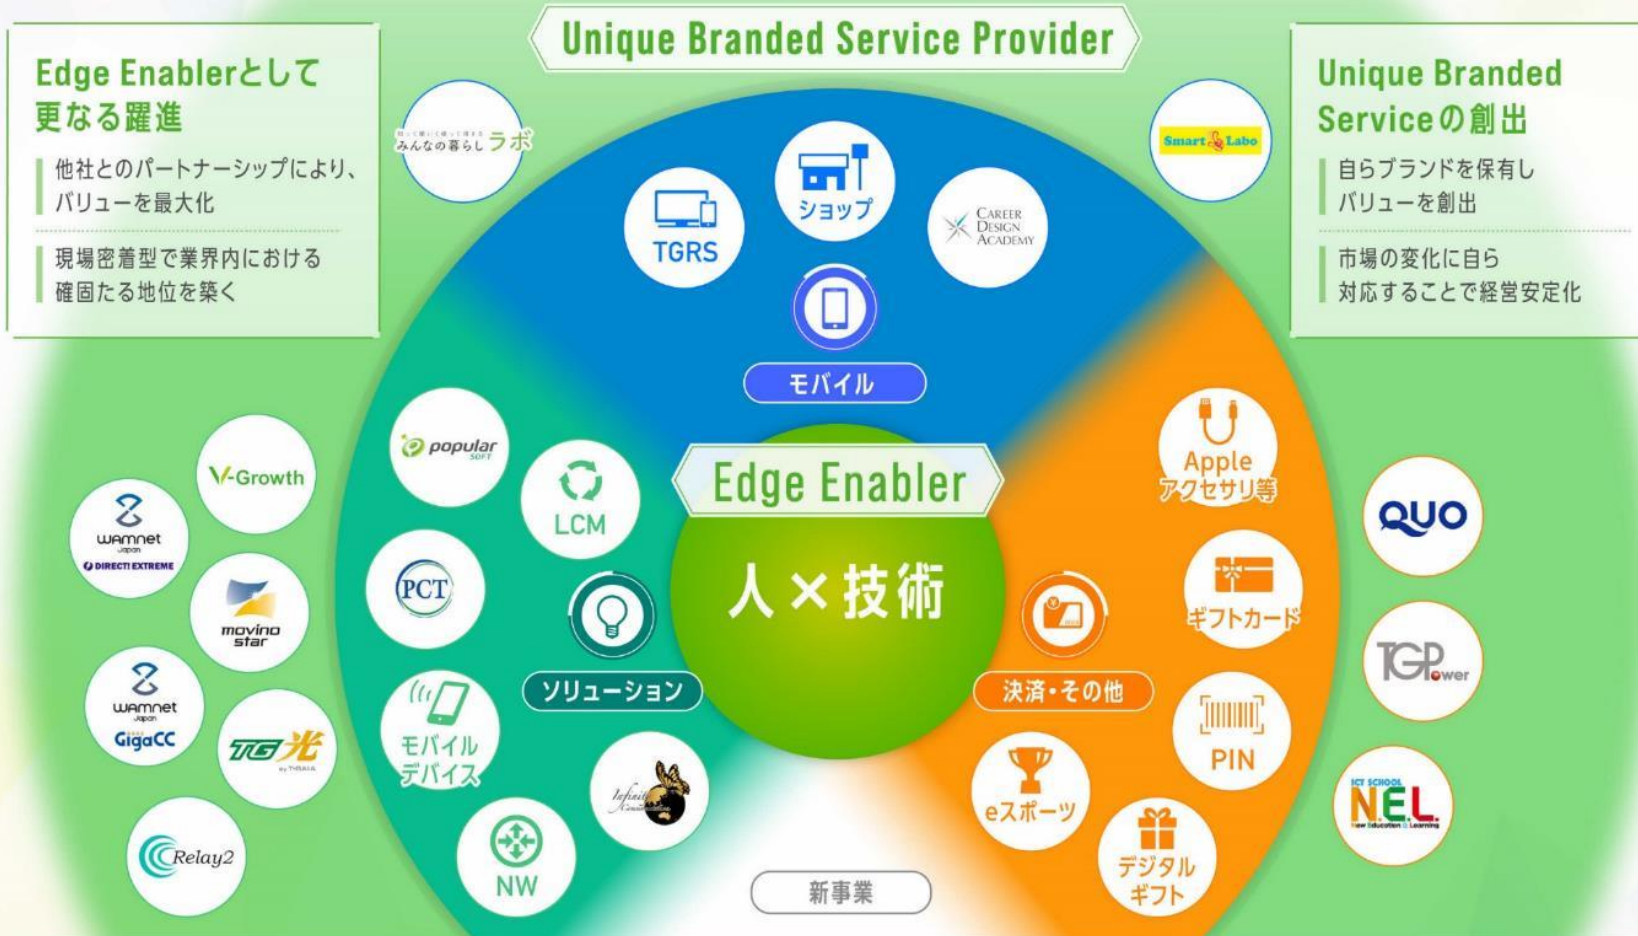 Unique Branded Service Provider
Edge Enablerとして
更なる躍進
他社とのパートナーシップにより、
バリューを最大化
現場密着型で業界内における
確固たる地位を築く
Unique Branded
Serviceの創出
自らブランドを保有し
バリューを創出
市場の変化に自ら
対応することで経営安定化
みんなの暮らしラボ
Smart Labo
TGRS
ショップ
CAREER
DESIGN
ACADEMY
モバイル
Edge Enabler
人×技術
popular
SOFT
LCM
PCT
ソリューション
モバイル
デバイス
NW
Infinity
Communication
Apple
アクセサリ等
ギフトカード
決済・その他
PIN
eスポーツ
デジタル
ギフト
新事業
V-Growth
wamnet
Japan
DIRECT! EXTREME
movino
star
wamnet
Japan
GigaCC
TG光
Relay2
QUO
TGPower
ICT SCHOOL
N.E.L.
New Education & Learning